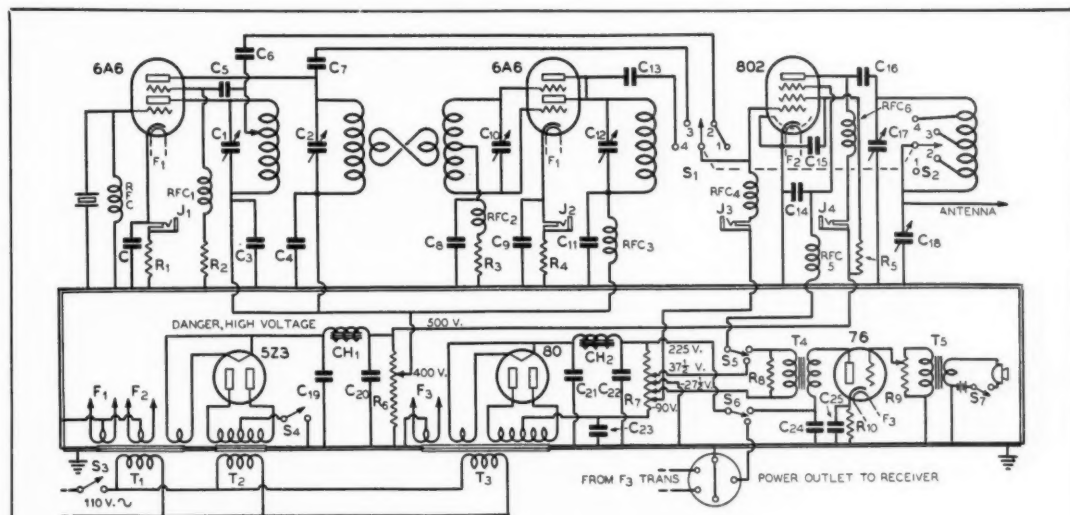 6A6
C5
C6
C7
6A6
C13
802
C16
RFC6
C1
C2
C10
C12
3
2
4
1
S1
C15
C17
4
3
2
1
S2
F1
F1
F2
RFC
RFC1
RFC2
RFC3
RFC4
C14
J1
J2
J3
J4
ANTENNA
C
R1
R2
C3
C4
C8
R3
C9
R4
C11
RFC5
R5
C18
DANGER, HIGH VOLTAGE
500 V.
5Z3
CH1
80
CH2
225 V.
37½ V.
-27½V.
-90V.
S5
T4
76
T5
F1
F2
S4
C19
C20
R6
400 V.
F3
C21
C22
R7
S6
R8
C25
R9
F3
S7
C23
C24
R10
S3
T1
T2
T3
110 V.~
FROM F3 TRANS
POWER OUTLET TO RECEIVER